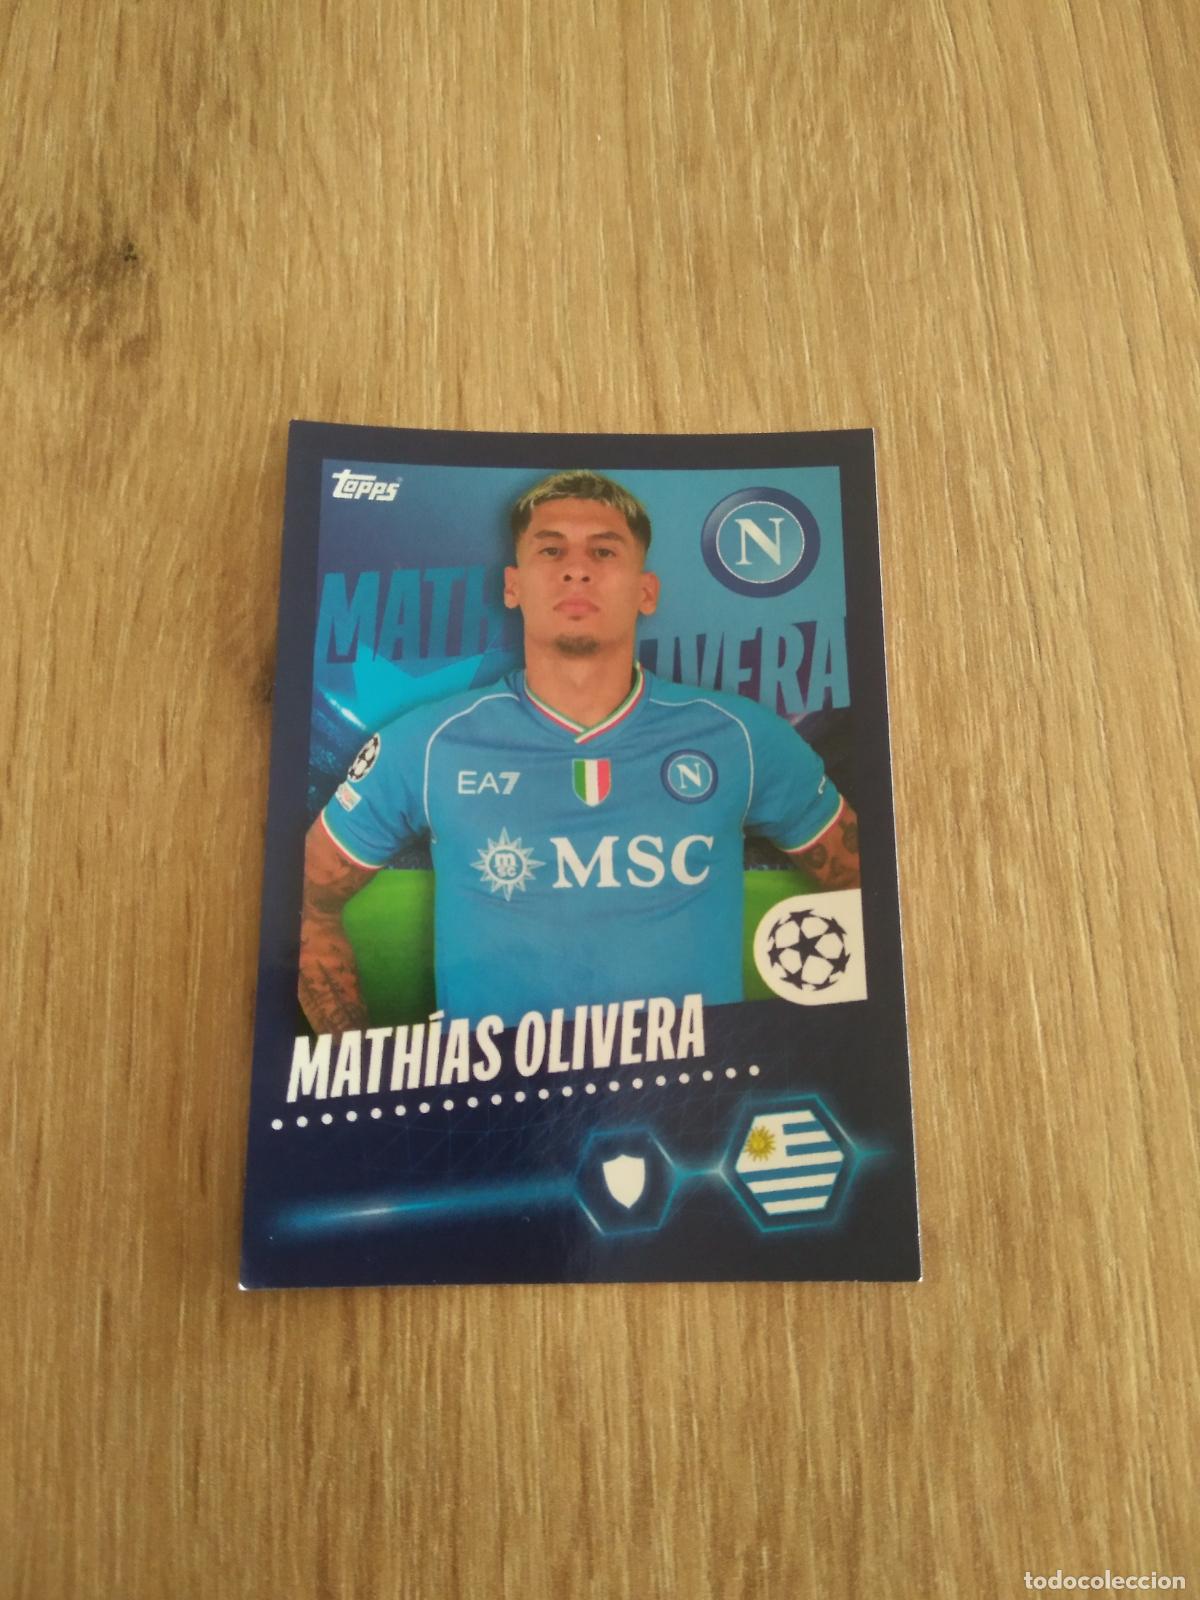 Topps
N
MATH
LIVERA
EA7
N
msc
MSC
MATHÍAS OLIVERA
todocoleccion